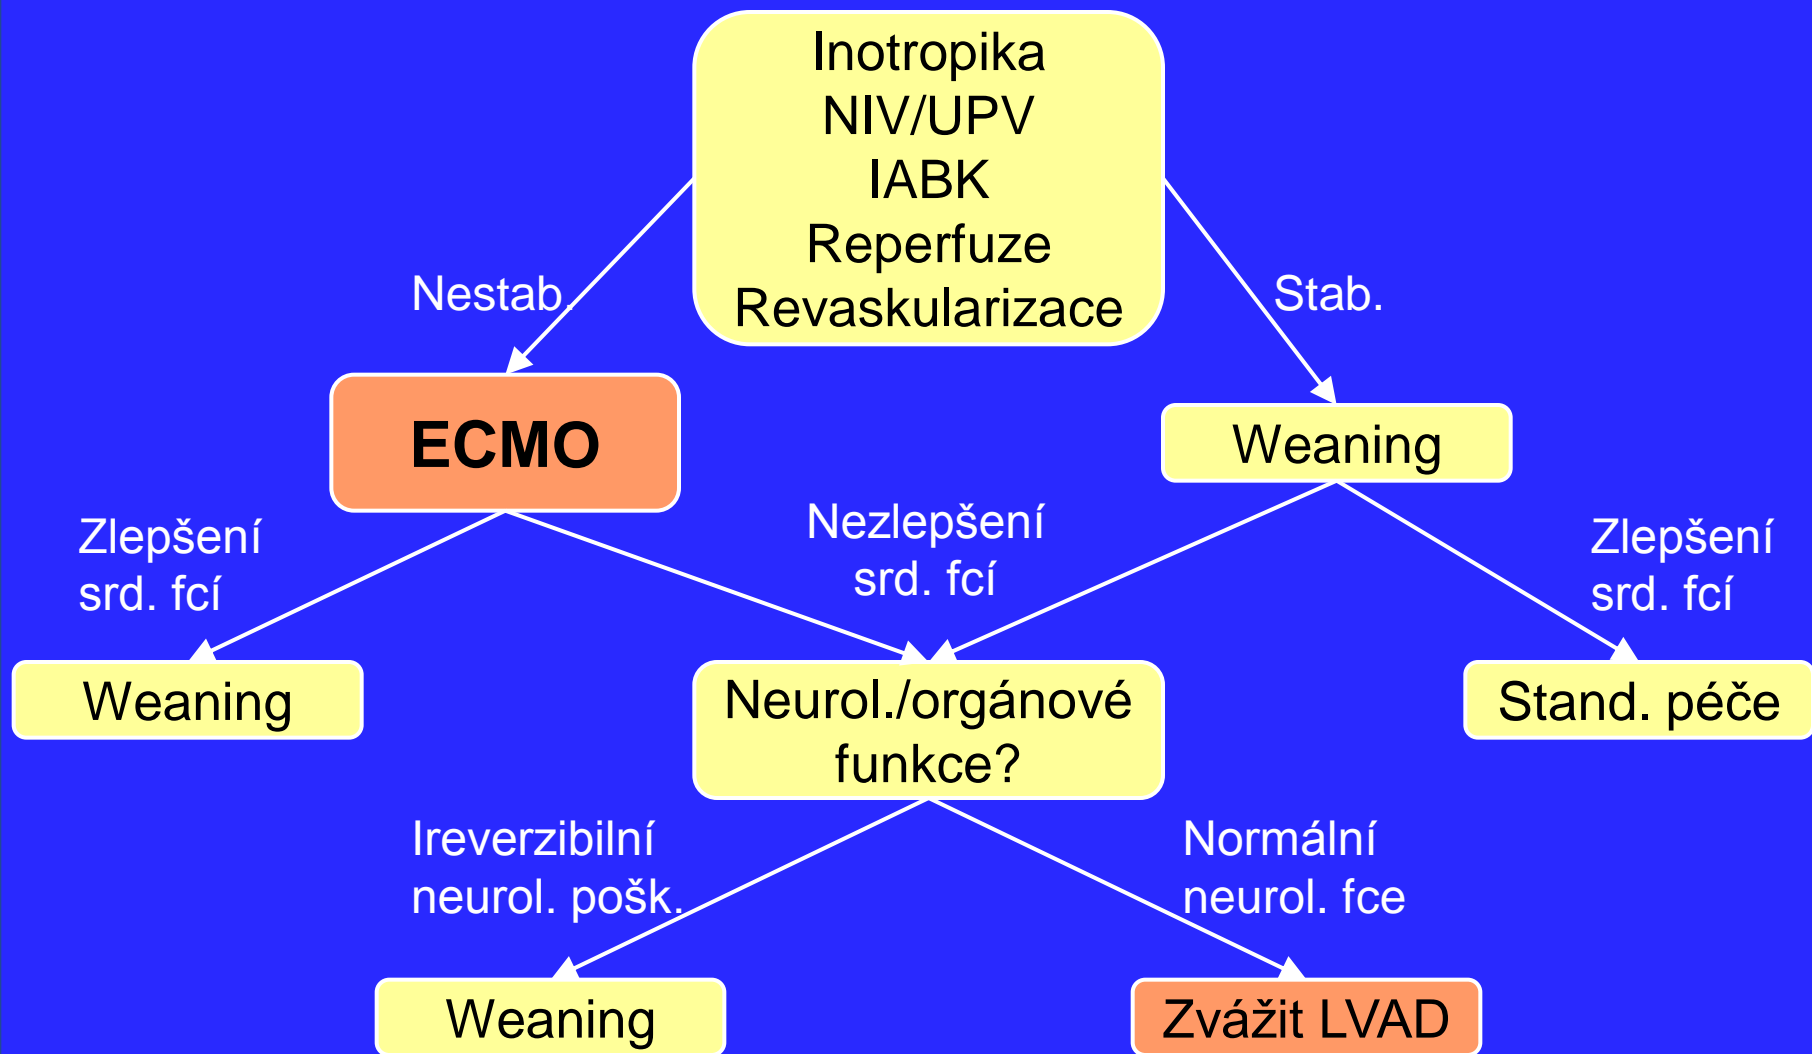 Inotropika
NIV/UPV
IABK
Reperfuze
Revaskularizace
Nestab.
Stab.
ECMO
Weaning
Zlepšení
srd. fcí
Nezlepšení
srd. fcí
Zlepšení
srd. fcí
Weaning
Neurol./orgánové
funkce?
Stand. péče
Ireverzibilní
neurol. pošk.
Normální
neurol. fce
Weaning
Zvážit LVAD